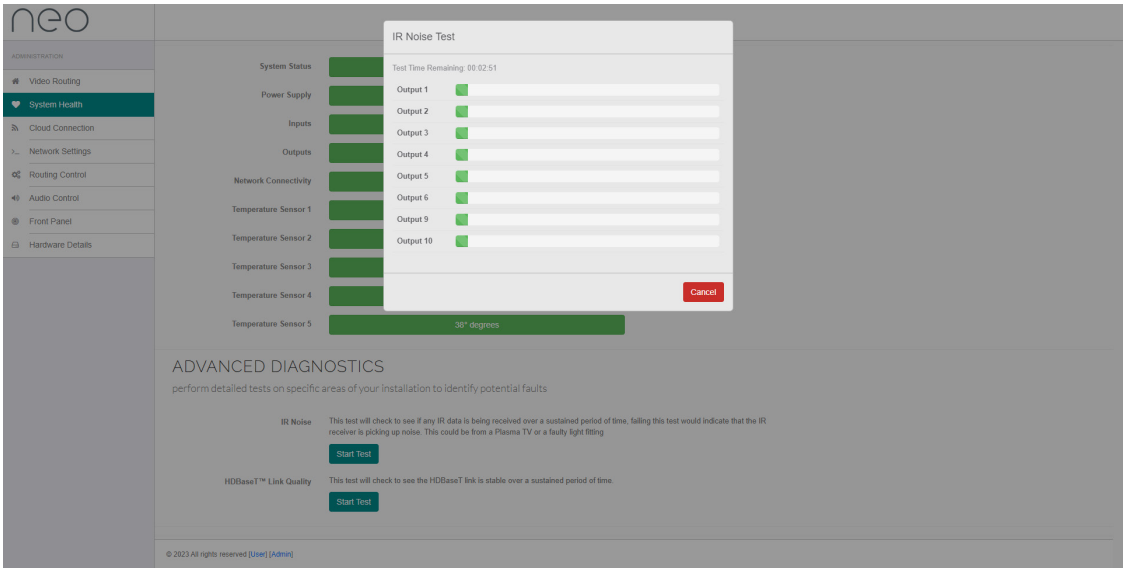 neo
ADMINISTRATION
Video Routing
System Health
Cloud Connection
Network Settings
Routing Control
Audio Control
Front Panel
Hardware Details
System Status
Power Supply
Inputs
Outputs
Network Connectivity
Temperature Sensor 1
Temperature Sensor 2
Temperature Sensor 3
Temperature Sensor 4
Temperature Sensor 5
38° degrees
IR Noise Test
Test Time Remaining: 00:02:51
Output 1
Output 2
Output 3
Output 4
Output 5
Output 6
Output 9
Output 10
Cancel
ADVANCED DIAGNOSTICS
perform detailed tests on specific areas of your installation to identify potential faults
IR Noise
This test will check to see if any IR data is being received over a sustained period of time, failing this test would indicate that the IR
receiver is picking up noise. This could be from a Plasma TV or a faulty light fitting
Start Test
HDBaseT™ Link Quality
This test will check to see the HDBaseT link is stable over a sustained period of time.
Start Test
© 2023 All rights reserved [User] [Admin]